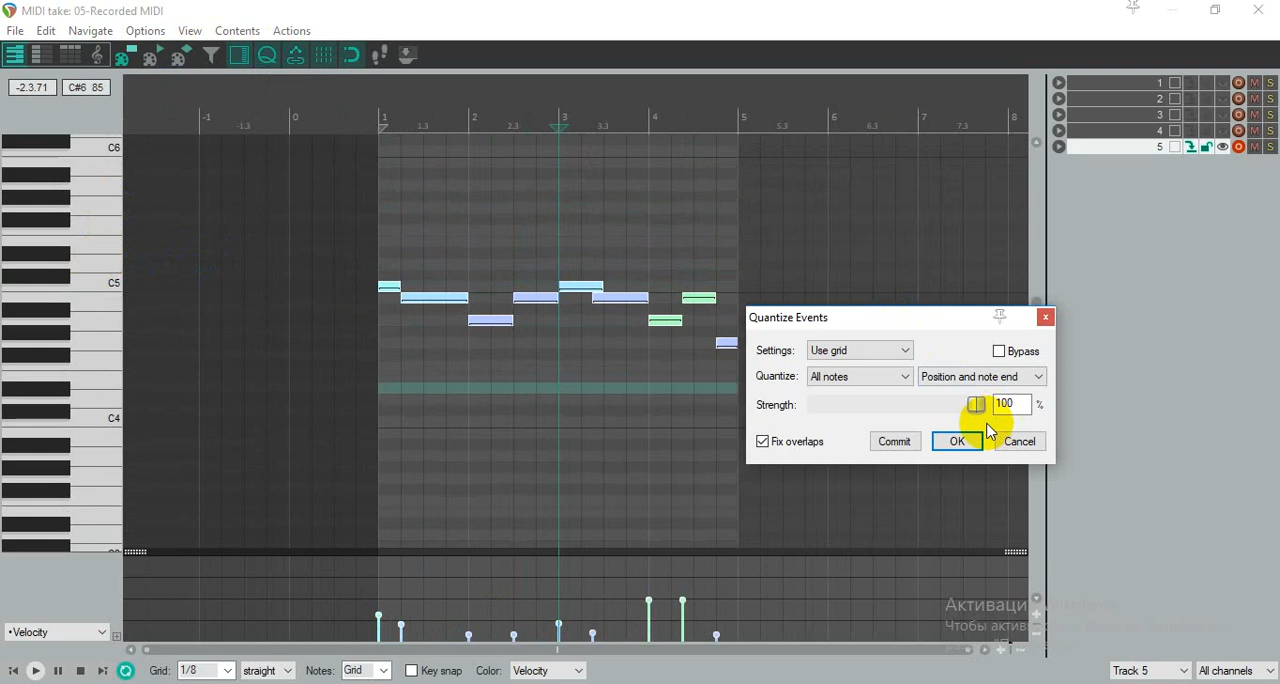 MIDI take: 05-Recorded MIDI
File Edit Navigate Options View Contents Actions
-2.3.71 C#6 85
-1 0 1 2 3 4 5 6 7 8
-1.3 1.3 2.3 3.3 5.3 6.3 7.3
C6
C5
C4
1 M S
2 M S
3 M S
4 M S
5 M S
Quantize Events
Settings: Use grid Bypass
Quantize: All notes Position and note end
Strength: 100 %
Fix overlaps Commit OK Cancel
Активаци
Чтобы актив
•Velocity
Grid: 1/8 straight Notes: Grid Key snap Color: Velocity Track 5 All channels